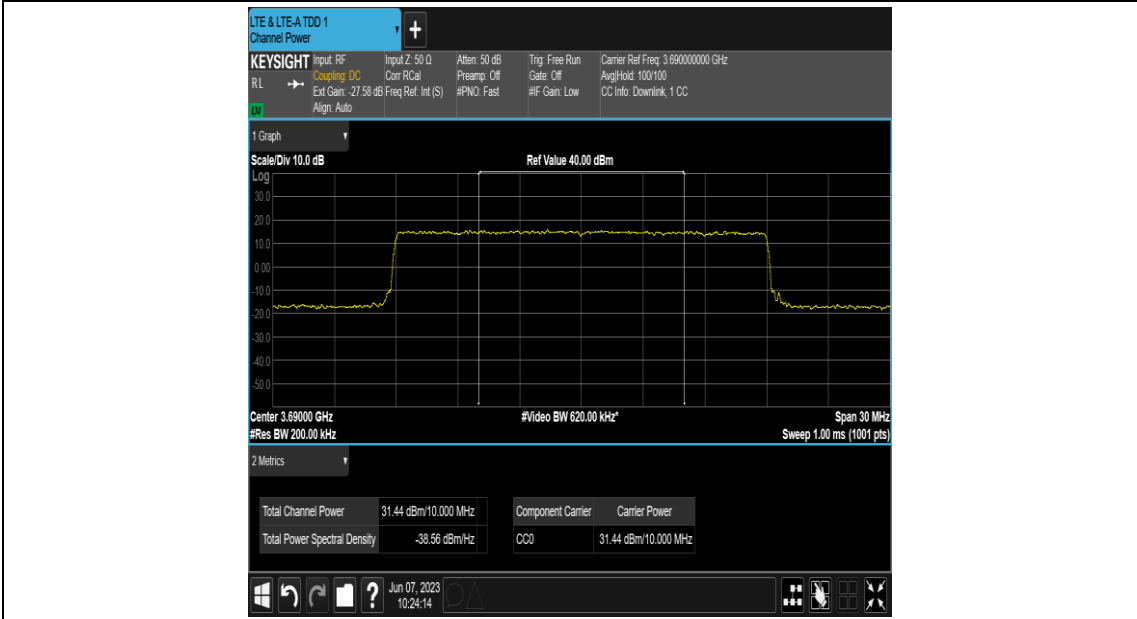 LTE & LTE-A TDD 1
Channel Power
+
KEYSIGHT
RL
LXI
Input: RF
Coupling: DC
Ext Gain: -27.58 dB
Align: Auto
Input Z: 50 Ω
Corr RCal
Freq Ref: Int (S)
Atten: 50 dB
Preamp: Off
#PNO: Fast
Trig: Free Run
Gate: Off
#IF Gain: Low
Carrier Ref Freq: 3.690000000 GHz
Avg|Hold: 100/100
CC Info: Downlink, 1 CC
1 Graph
Scale/Div 10.0 dB
Ref Value 40.00 dBm
Log
30.0
20.0
10.0
0.00
-10.0
-20.0
-30.0
-40.0
-50.0
Center 3.69000 GHz
#Video BW 620.00 kHz*
Span 30 MHz
#Res BW 200.00 kHz
Sweep 1.00 ms (1001 pts)
2 Metrics
Total Channel Power 31.44 dBm/10.000 MHz
Total Power Spectral Density -38.56 dBm/Hz
Component Carrier Carrier Power
CC0 31.44 dBm/10.000 MHz
?
Jun 07, 2023
10:24:14